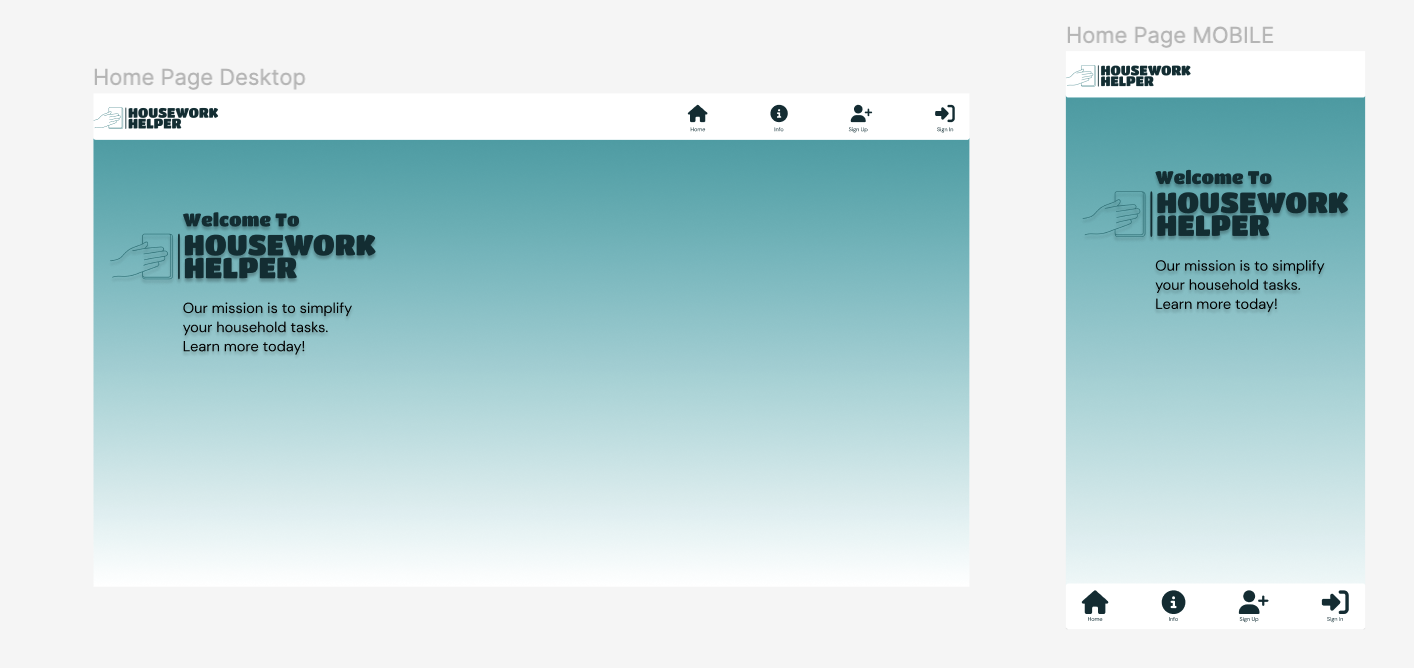 Home Page Desktop
HOUSEWORK
HELPER
Home
Info
Sign Up
Sign In
Welcome To
HOUSEWORK
HELPER
Our mission is to simplify
your household tasks.
Learn more today!
Home Page MOBILE
HOUSEWORK
HELPER
Welcome To
HOUSEWORK
HELPER
Our mission is to simplify
your household tasks.
Learn more today!
Home
Info
Sign Up
Sign In